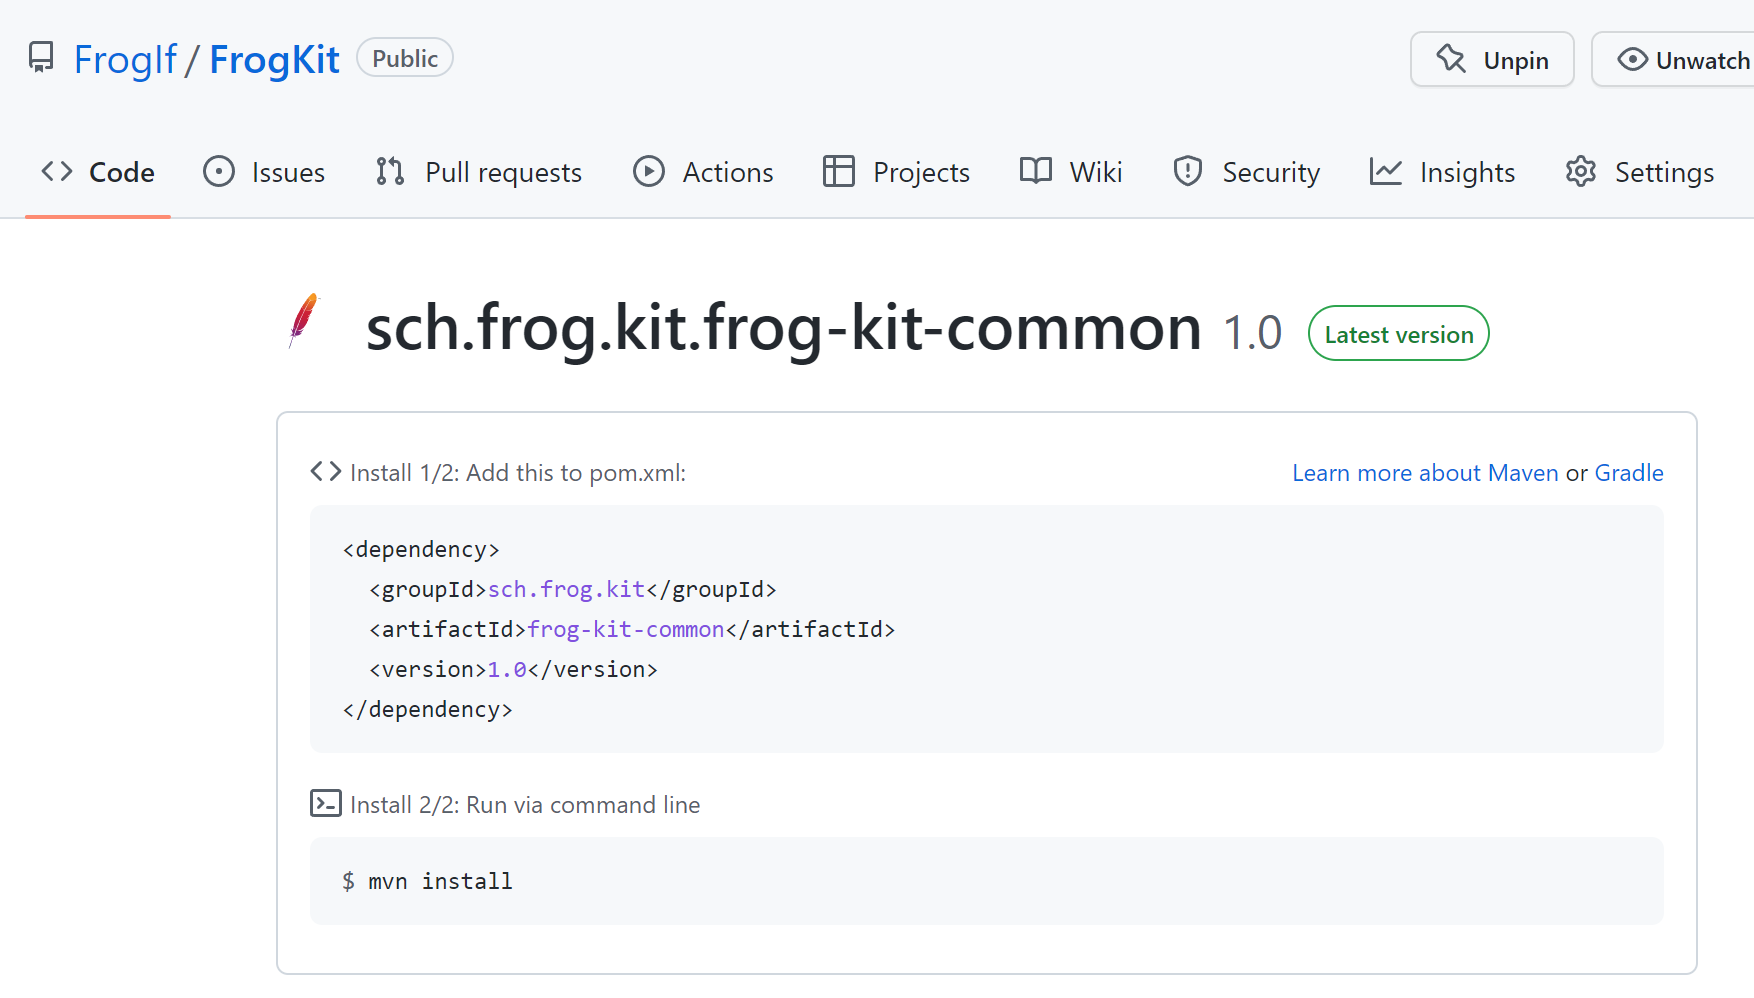 FrogIf / FrogKit Public Unpin Unwatch
Code Issues Pull requests Actions Projects Wiki Security Insights Settings
sch.frog.kit.frog-kit-common 1.0 Latest version
Install 1/2: Add this to pom.xml: Learn more about Maven or Gradle
<dependency>
  <groupId>sch.frog.kit</groupId>
  <artifactId>frog-kit-common</artifactId>
  <version>1.0</version>
</dependency>
Install 2/2: Run via command line
$ mvn install